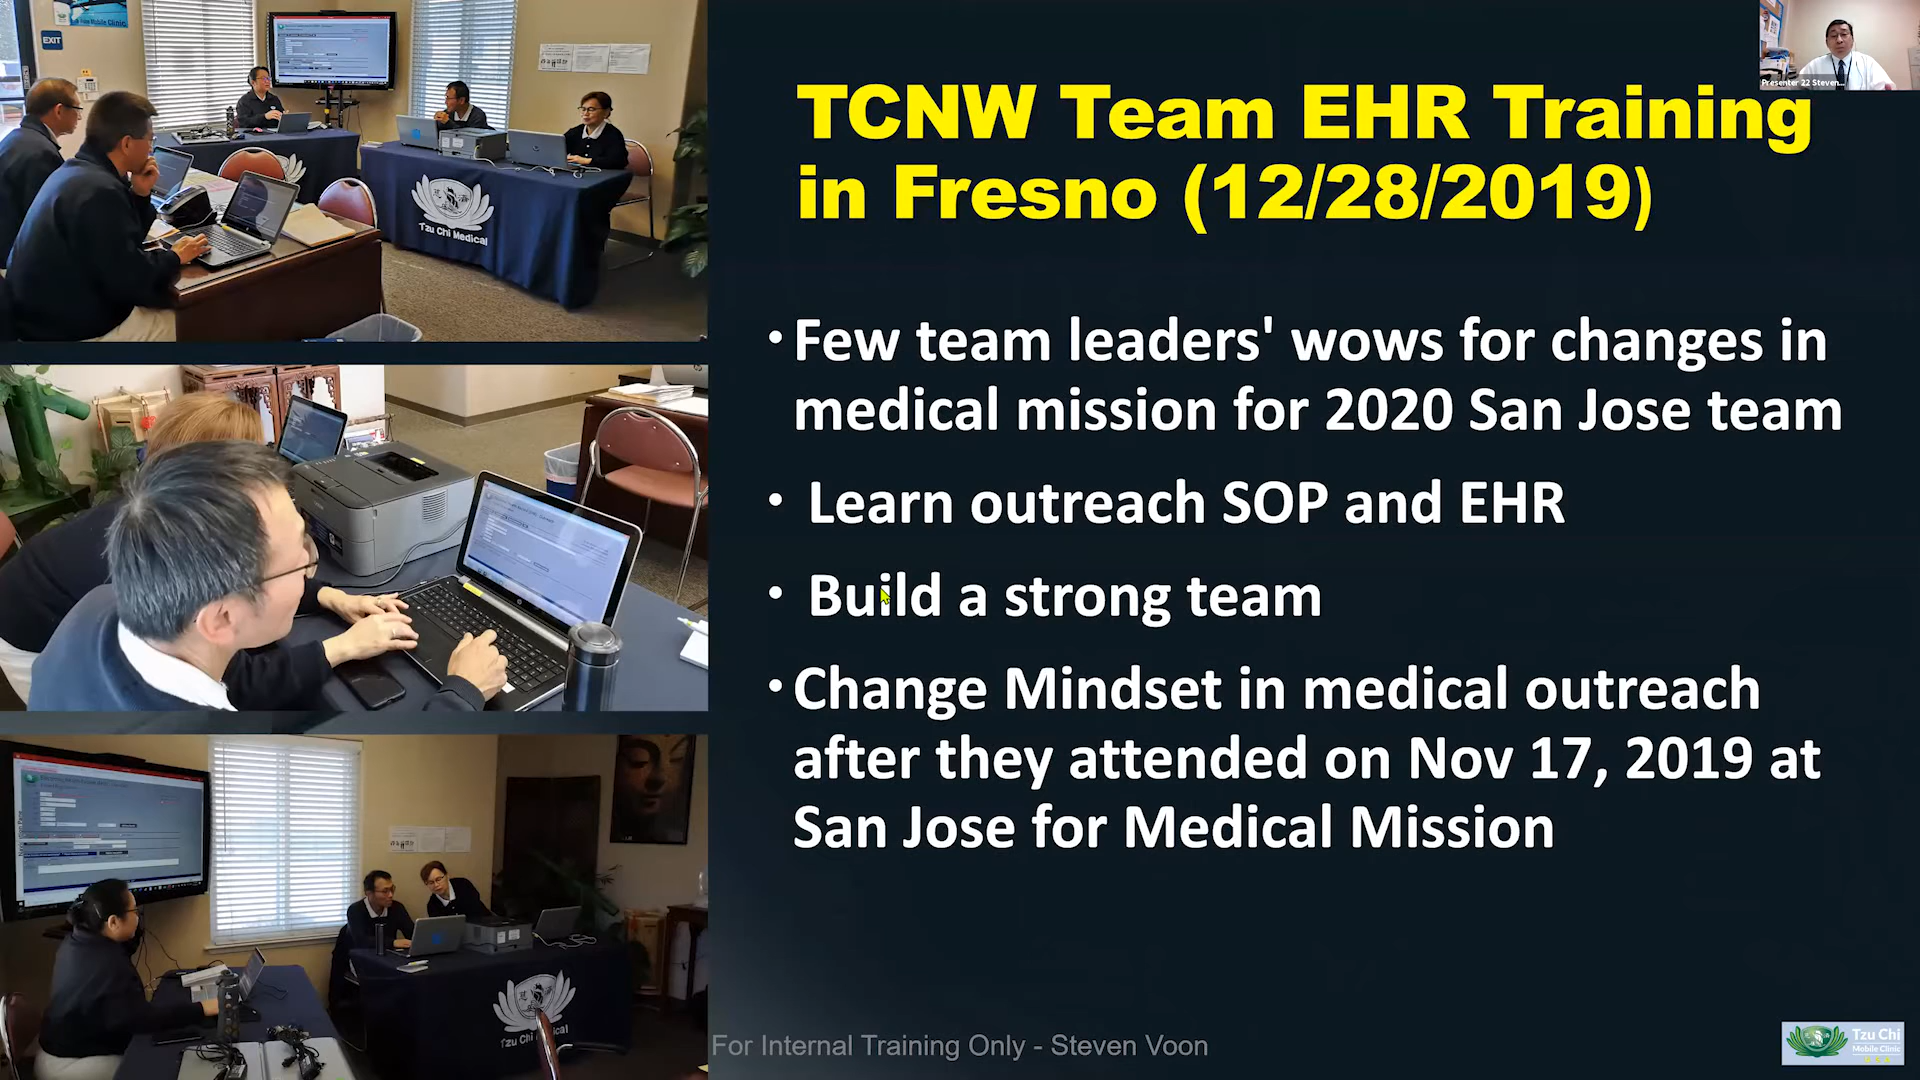 EXIT
Tzu Chi Medical
Presenter 22 Steven...
TCNW Team EHR Training
in Fresno (12/28/2019)
• Few team leaders' wows for changes in
medical mission for 2020 San Jose team
• Learn outreach SOP and EHR
• Build a strong team
• Change Mindset in medical outreach
after they attended on Nov 17, 2019 at
San Jose for Medical Mission
For Internal Training Only - Steven Voon
Tzu Chi
Mobile Clinic